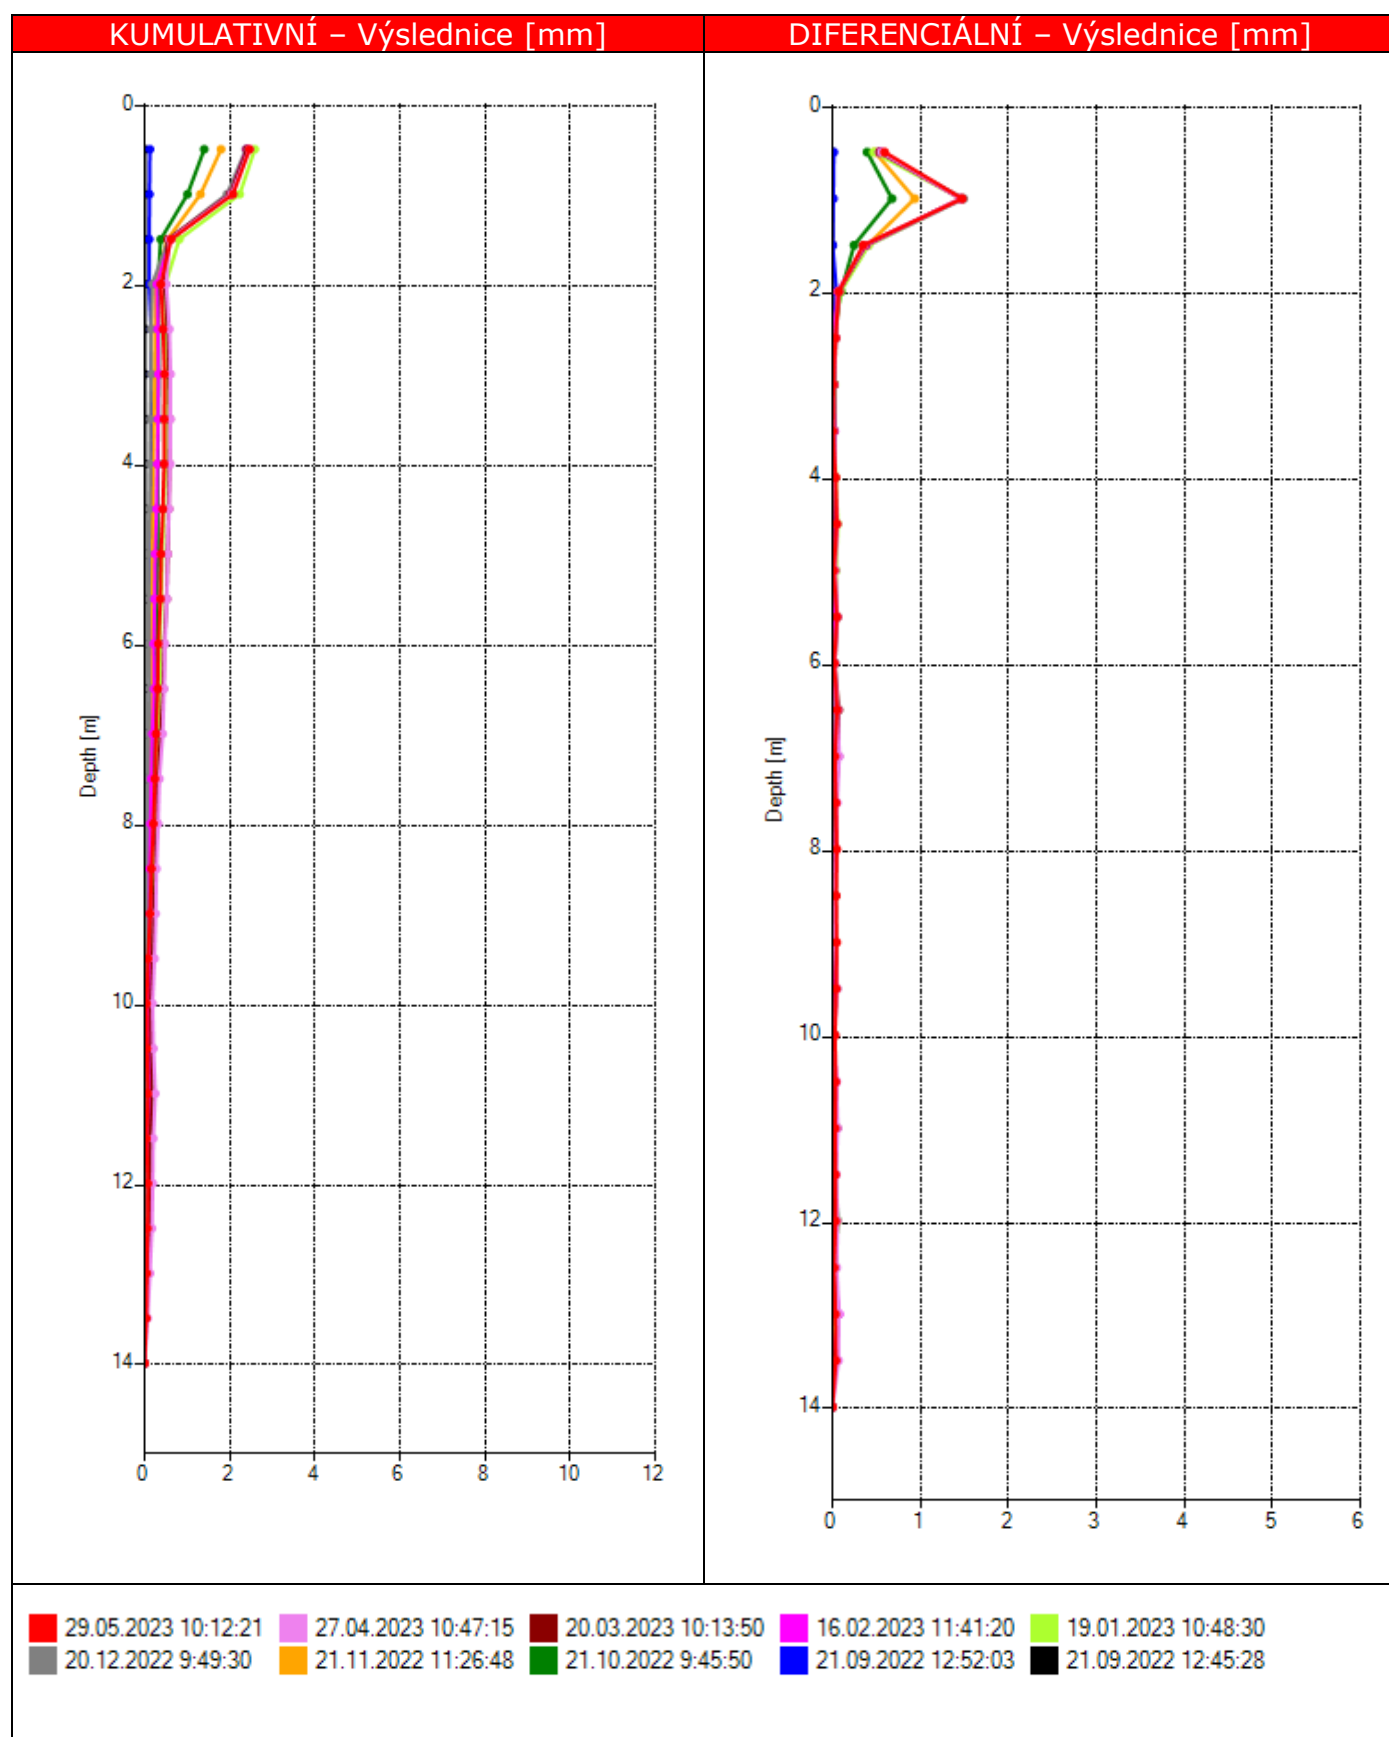 KUMULATIVNÍ – Výslednice [mm]
DIFERENCIÁLNÍ – Výslednice [mm]
0
2
4
6
8
10
12
14
Depth [m]
0 2 4 6 8 10 12
0
2
4
6
8
10
12
14
Depth [m]
0 1 2 3 4 5 6
29.05.2023 10:12:21 27.04.2023 10:47:15 20.03.2023 10:13:50 16.02.2023 11:41:20 19.01.2023 10:48:30
20.12.2022 9:49:30 21.11.2022 11:26:48 21.10.2022 9:45:50 21.09.2022 12:52:03 21.09.2022 12:45:28